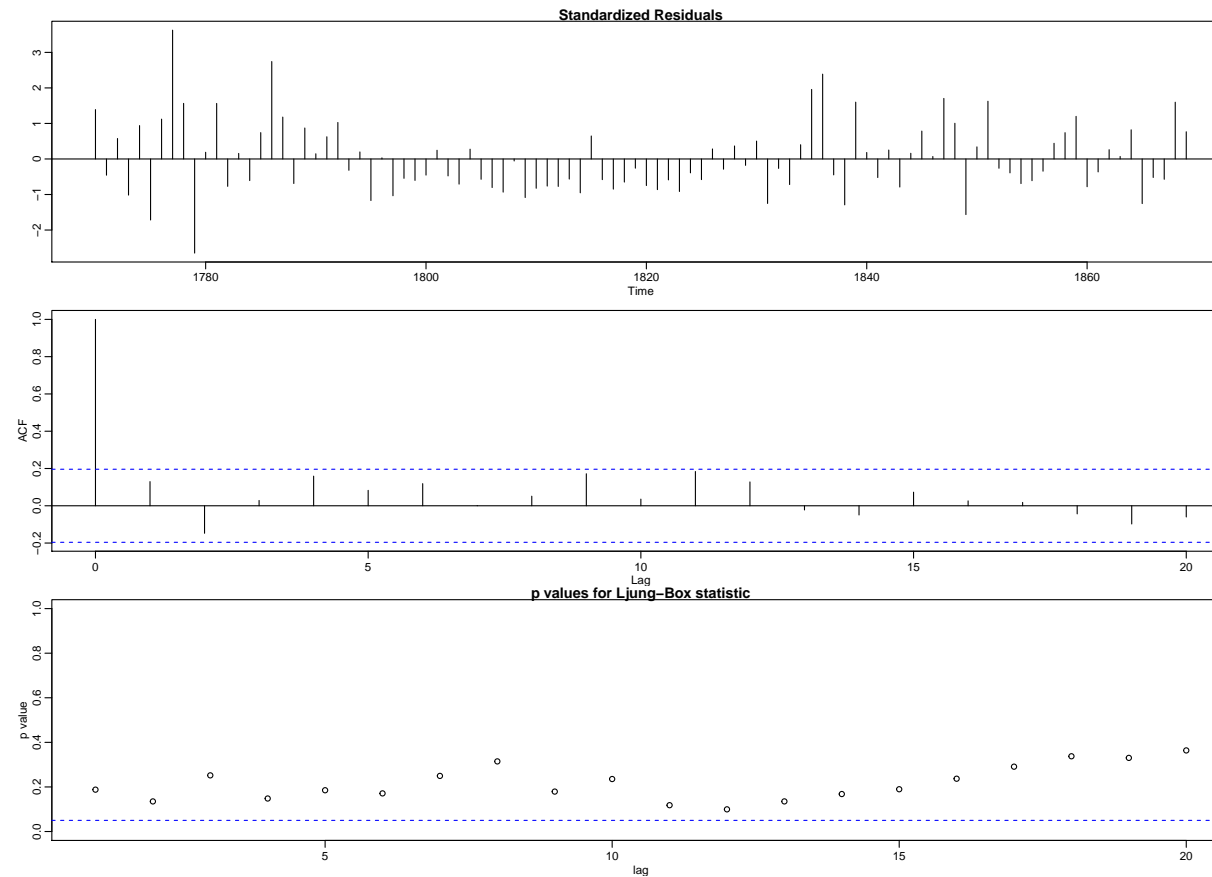 Standardized Residuals
3
2
1
0
−1
−2
1780 1800 1820 1840 1860
Time
1.0
0.8
0.6
0.4
0.2
0.0
−0.2
ACF
0 5 10 15 20
Lag
p values for Ljung−Box statistic
1.0
0.8
0.6
0.4
0.2
0.0
p value
5 10 15 20
lag